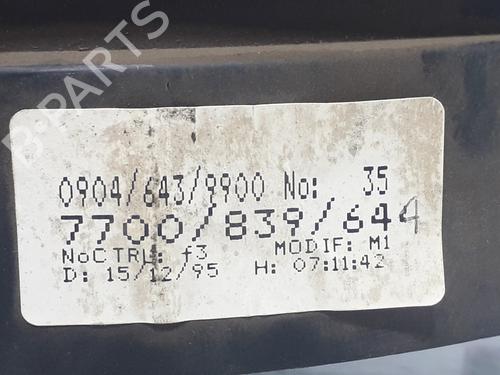 B-PARTS
0904/643/9900 No: 35
7700/839/644
NoCTRL: f3 MODIF: M1
D: 15/12/95 H: 07:11:42